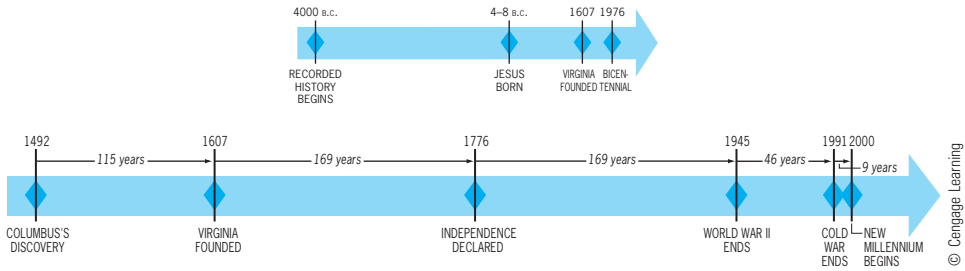 4000 B.C. 4–8 B.C. 1607 1976
RECORDED
HISTORY
BEGINS
JESUS
BORN
VIRGINIA
FOUNDED
BICEN-
TENNIAL
1492 1607 1776 1945 1991 2000
115 years 169 years 169 years 46 years 9 years
COLUMBUS'S
DISCOVERY
VIRGINIA
FOUNDED
INDEPENDENCE
DECLARED
WORLD WAR II
ENDS
COLD
WAR
ENDS
NEW
MILLENNIUM
BEGINS
© Cengage Learning